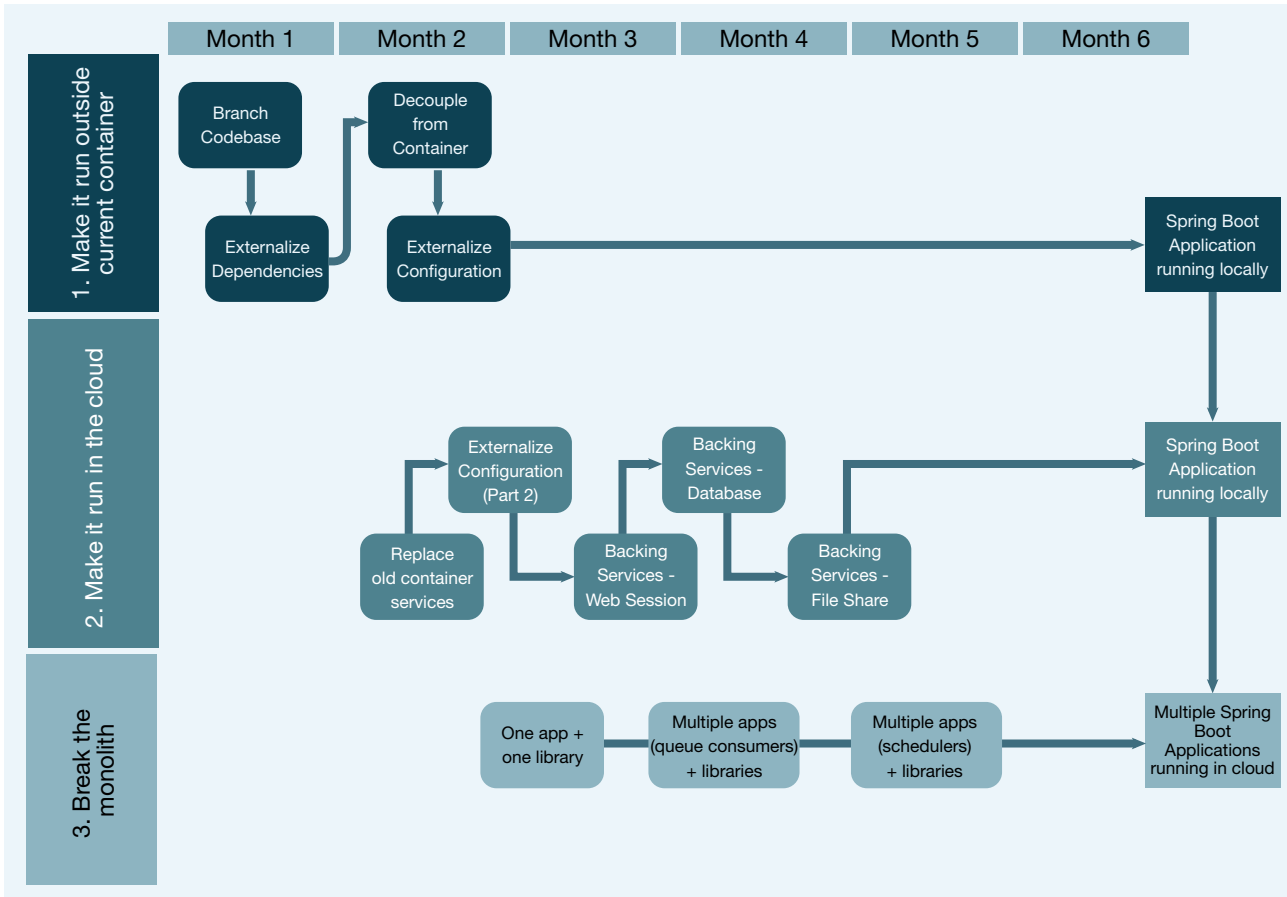 Month 1
Month 2
Month 3
Month 4
Month 5
Month 6
1. Make it run outside
current container
Branch
Codebase
Externalize
Dependencies
Decouple
from
Container
Externalize
Configuration
Spring Boot
Application
running locally
2. Make it run in the cloud
Replace
old container
services
Externalize
Configuration
(Part 2)
Backing
Services -
Web Session
Backing
Services -
Database
Backing
Services -
File Share
Spring Boot
Application
running locally
3. Break the
monolith
One app +
one library
Multiple apps
(queue consumers)
+ libraries
Multiple apps
(schedulers)
+ libraries
Multiple Spring
Boot
Applications
running in cloud